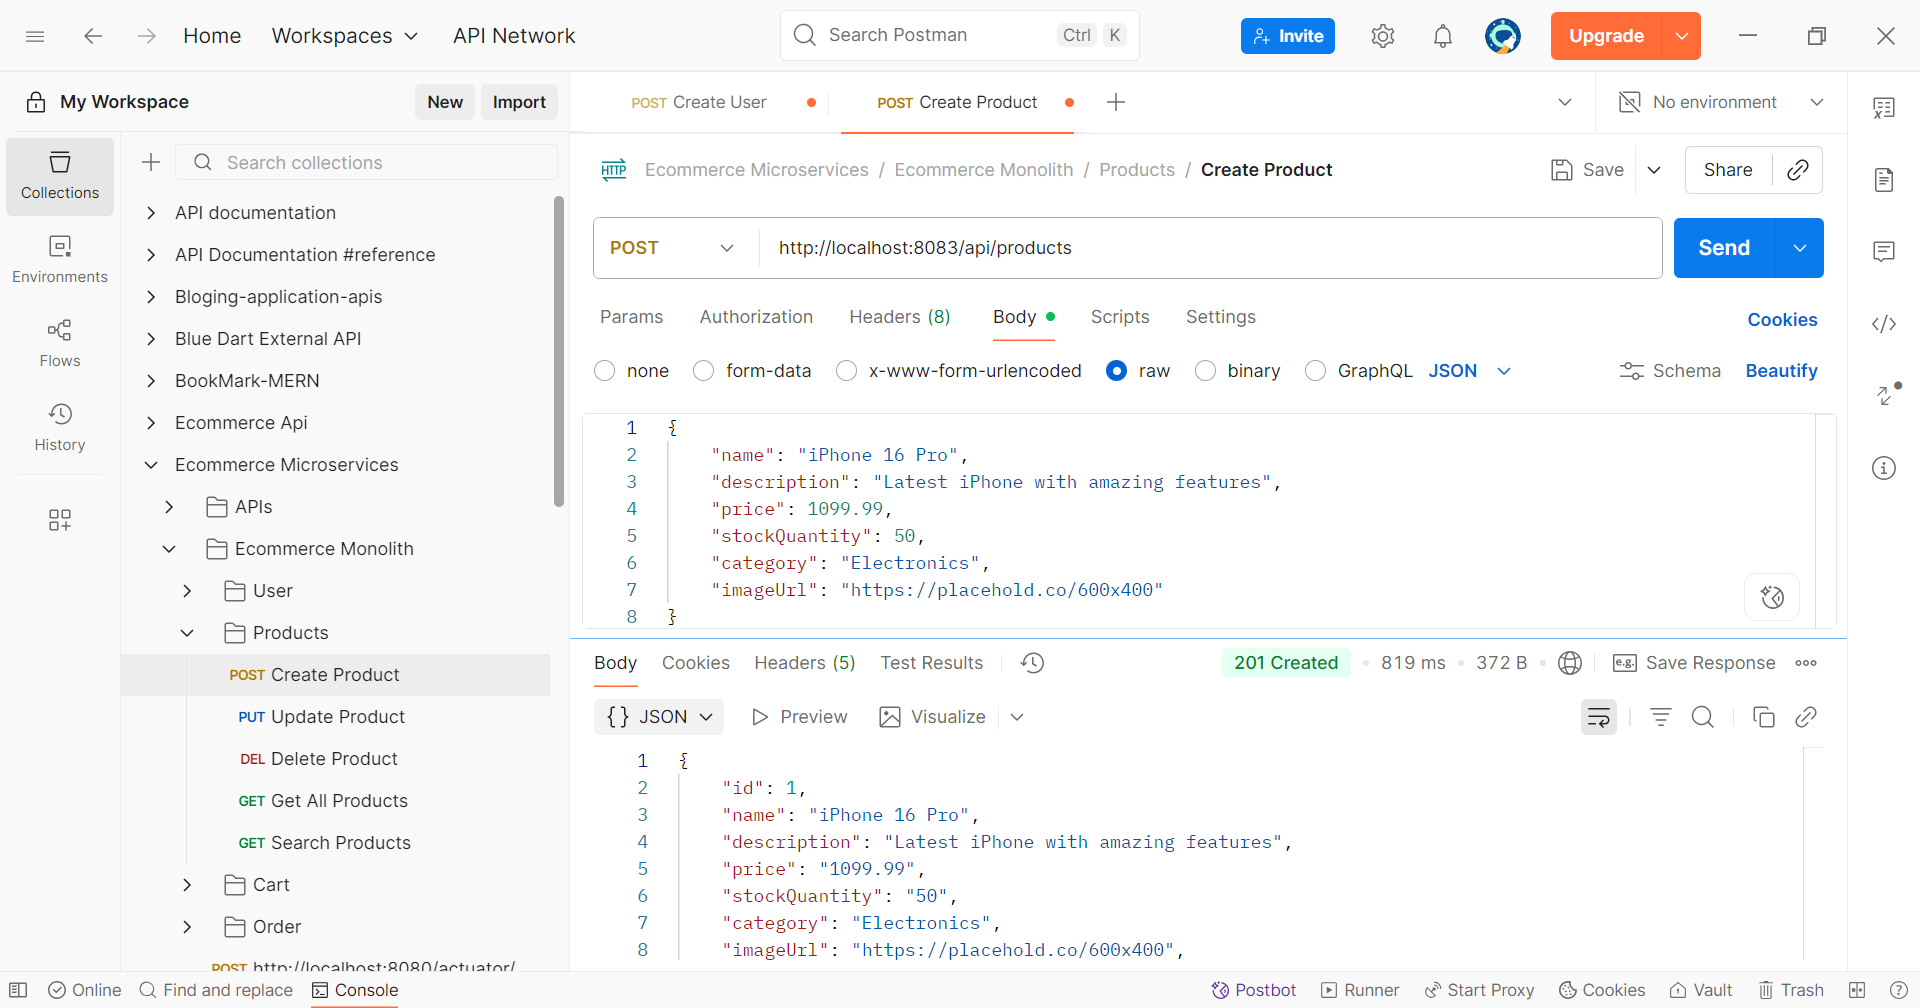 Home Workspaces API Network Search Postman Ctrl K Invite Upgrade
My Workspace New Import
POST Create User POST Create Product No environment
Collections
Environments
Flows
History
Search collections
API documentation
API Documentation #reference
Bloging-application-apis
Blue Dart External API
BookMark-MERN
Ecommerce Api
Ecommerce Microservices
APIs
Ecommerce Monolith
User
Products
POST Create Product
PUT Update Product
DEL Delete Product
GET Get All Products
GET Search Products
Cart
Order
POST http://localhost:8080/actuator/
HTTP Ecommerce Microservices / Ecommerce Monolith / Products / Create Product Save Share
POST http://localhost:8083/api/products Send
Params Authorization Headers (8) Body Scripts Settings Cookies
none form-data x-www-form-urlencoded raw binary GraphQL JSON Schema Beautify
1 {
2 "name": "iPhone 16 Pro",
3 "description": "Latest iPhone with amazing features",
4 "price": 1099.99,
5 "stockQuantity": 50,
6 "category": "Electronics",
7 "imageUrl": "https://placehold.co/600x400"
8 }
Body Cookies Headers (5) Test Results 201 Created 819 ms 372 B e.g. Save Response
{} JSON Preview Visualize
1 {
2 "id": 1,
3 "name": "iPhone 16 Pro",
4 "description": "Latest iPhone with amazing features",
5 "price": "1099.99",
6 "stockQuantity": "50",
7 "category": "Electronics",
8 "imageUrl": "https://placehold.co/600x400",
Online Find and replace Console Postbot Runner Start Proxy Cookies Vault Trash